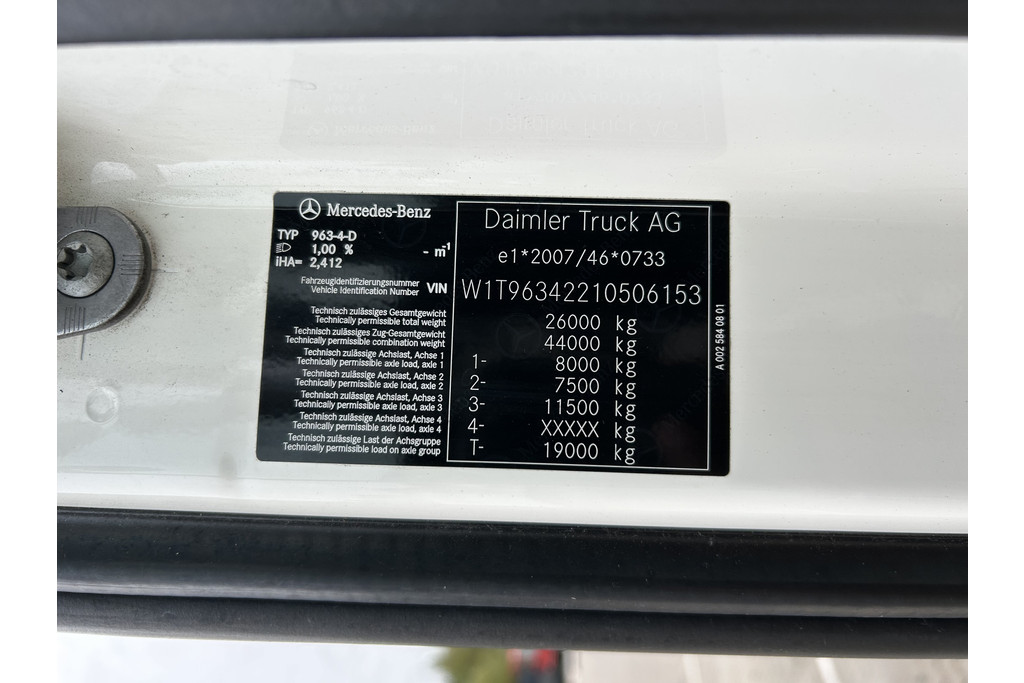 Mercedes-Benz
TYP 963-4-D
1,00 % - m-1
iHA= 2,412
Fahrzeugidentifizierungsnummer
Vehicle Identification Number VIN
Technisch zulässiges Gesamtgewicht
Technically permissible total weight
Technisch zulässiges Zug-Gesamtgewicht
Technically permissible combination weight
Technisch zulässige Achslast, Achse 1
Technically permissible axle load, axle 1
Technisch zulässige Achslast, Achse 2
Technically permissible axle load, axle 2
Technisch zulässige Achslast, Achse 3
Technically permissible axle load, axle 3
Technisch zulässige Achslast, Achse 4
Technically permissible axle load, axle 4
Technisch zulässige Last der Achsgruppe
Technically permissible load on axle group
Daimler Truck AG
e1*2007/46*0733
W1T96342210506153
26000 kg
44000 kg
1- 8000 kg
2- 7500 kg
3- 11500 kg
4- XXXXX kg
T- 19000 kg
A 002 584 08 01